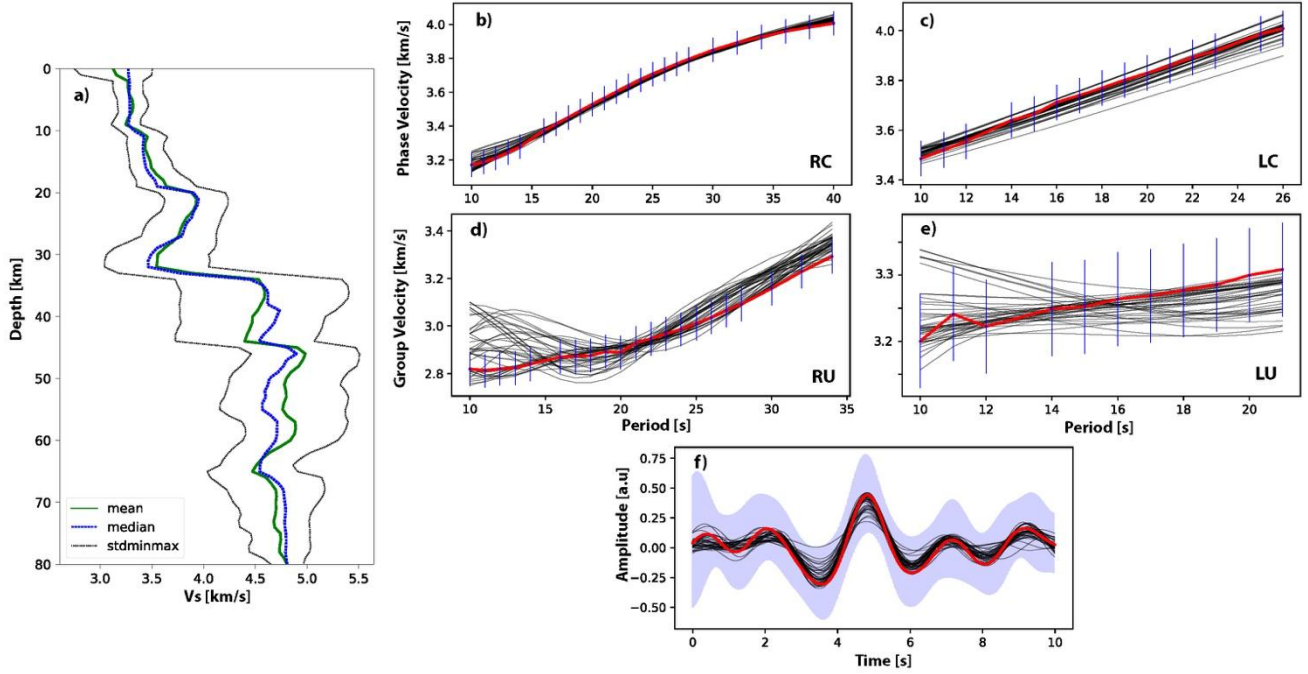 a)
0
10
20
30
40
50
60
70
80
Depth [km]
3.0 3.5 4.0 4.5 5.0 5.5
Vs [km/s]
mean
median
stdminmax
b)
4.0
3.8
3.6
3.4
3.2
Phase Velocity [km/s]
RC
10 15 20 25 30 35 40
c)
4.0
3.8
3.6
3.4
LC
10 12 14 16 18 20 22 24 26
d)
3.4
3.2
3.0
2.8
Group Velocity [km/s]
RU
10 15 20 25 30 35
Period [s]
e)
3.3
3.2
LU
10 12 14 16 18 20
Period [s]
f)
0.75
0.50
0.25
0.00
−0.25
−0.50
Amplitude [a.u]
0 2 4 6 8 10
Time [s]